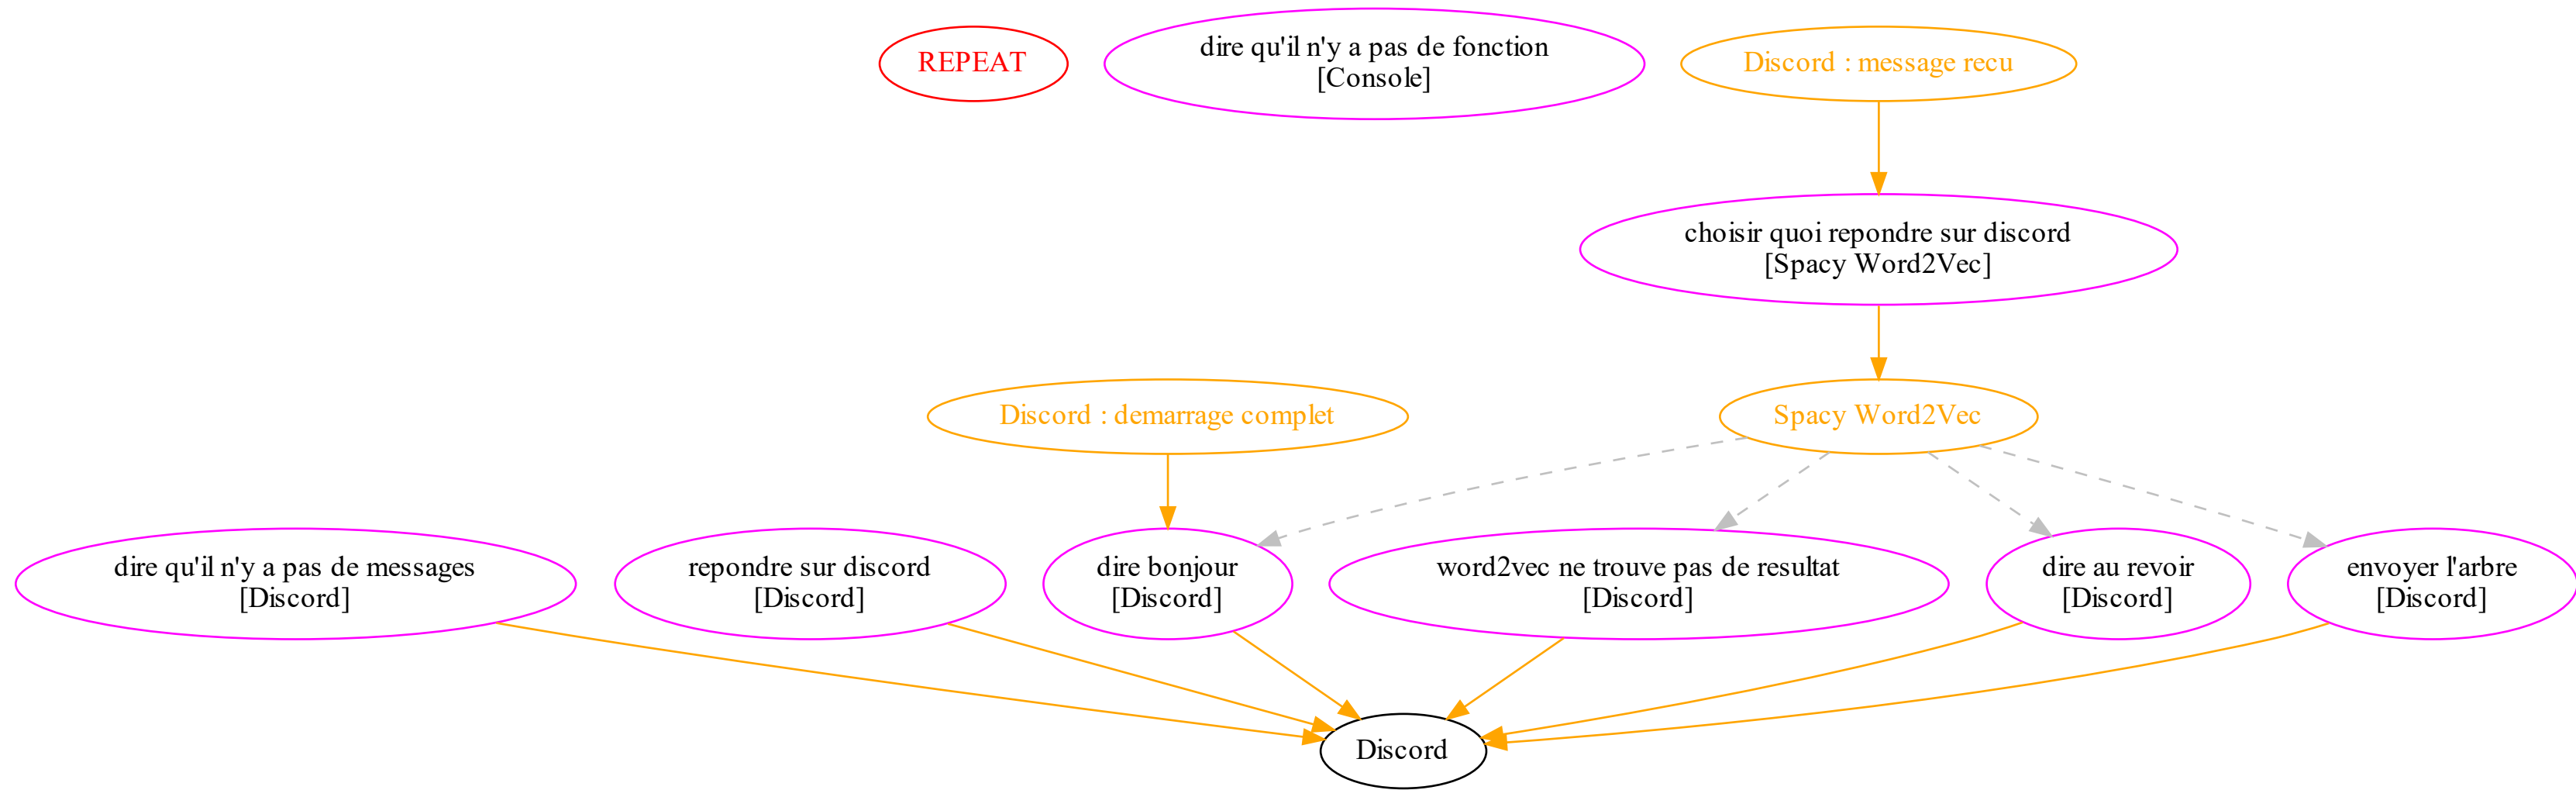 REPEAT
dire qu'il n'y a pas de fonction
[Console]
Discord : message recu
choisir quoi repondre sur discord
[Spacy Word2Vec]
Discord : demarrage complet
Spacy Word2Vec
dire qu'il n'y a pas de messages
[Discord]
repondre sur discord
[Discord]
dire bonjour
[Discord]
word2vec ne trouve pas de resultat
[Discord]
dire au revoir
[Discord]
envoyer l'arbre
[Discord]
Discord